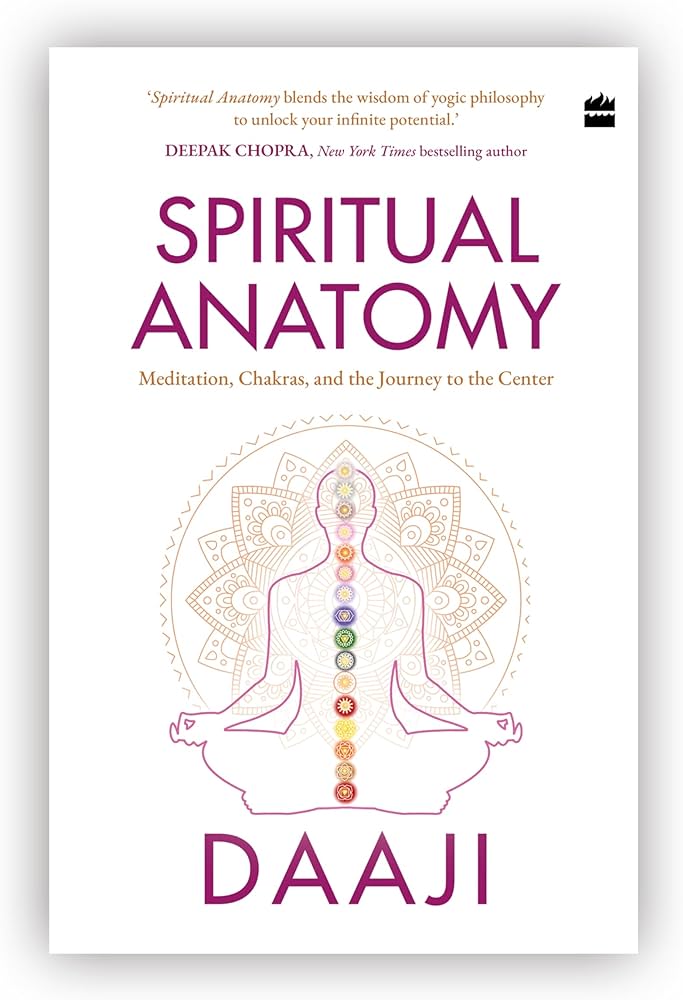 ‘Spiritual Anatomy blends the wisdom of yogic philosophy
to unlock your infinite potential.’
DEEPAK CHOPRA, New York Times bestselling author
SPIRITUAL
ANATOMY
Meditation, Chakras, and the Journey to the Center
DAAJI